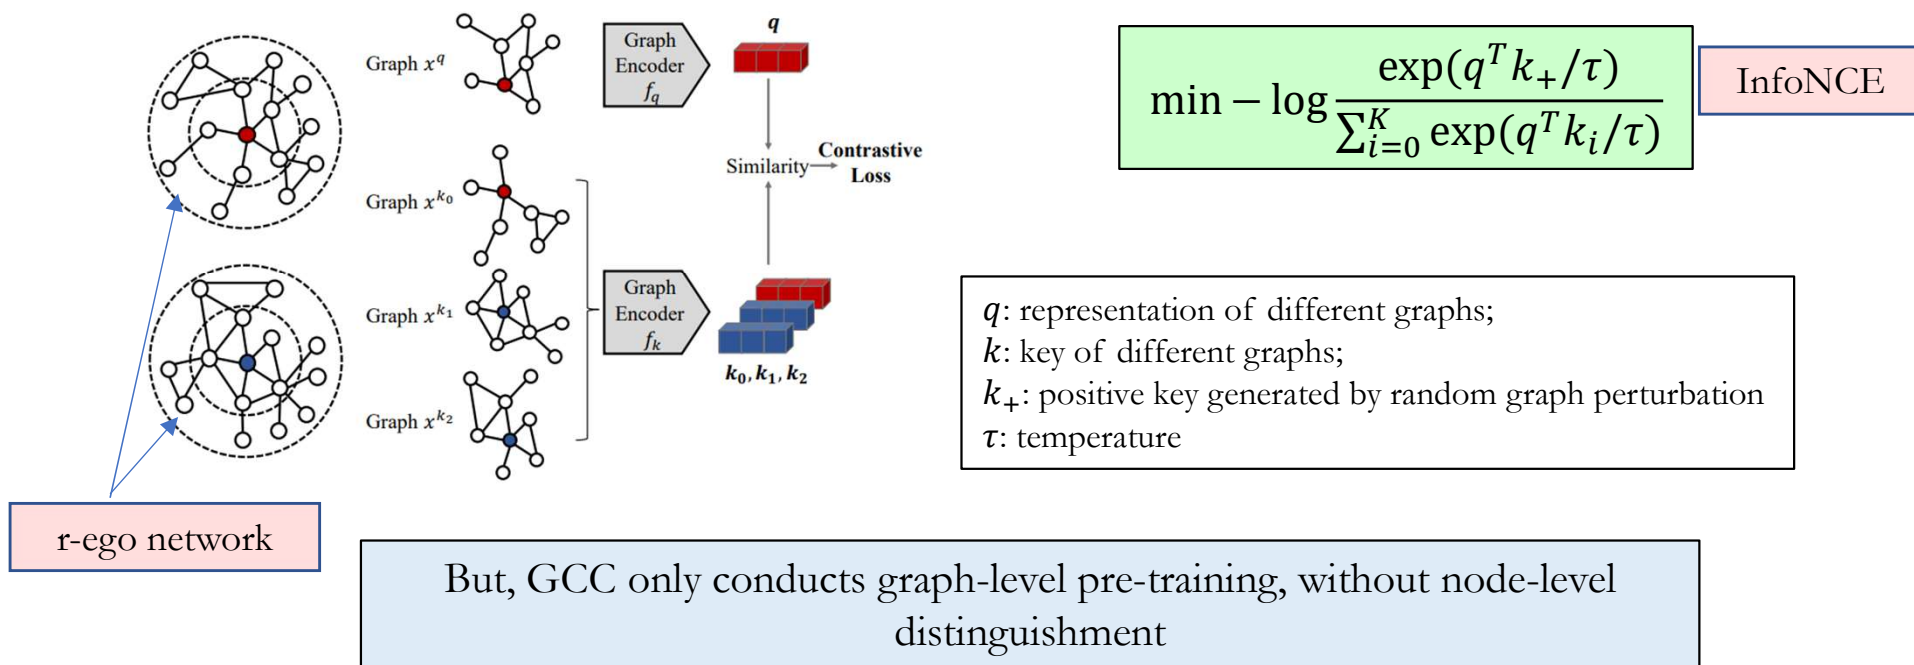 Graph x^q
Graph
Encoder
f_q
q
Graph x^{k_0}
Similarity
Contrastive
Loss
Graph x^{k_1}
Graph
Encoder
f_k
k_0, k_1, k_2
Graph x^{k_2}
r-ego network
min − log exp(q^T k_+/τ) / ∑_{i=0}^{K} exp(q^T k_i/τ)
InfoNCE
q: representation of different graphs;
k: key of different graphs;
k_+: positive key generated by random graph perturbation
τ: temperature
But, GCC only conducts graph-level pre-training, without node-level
distinguishment